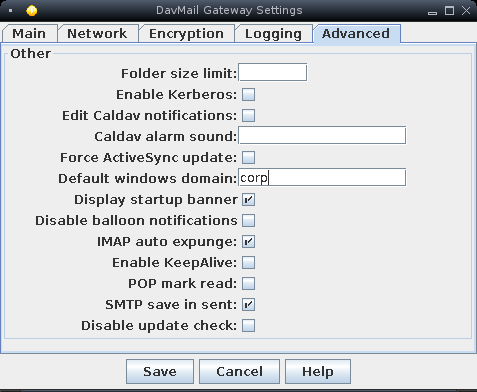 DavMail Gateway Settings
Main Network Encryption Logging Advanced
Other
Folder size limit:
Enable Kerberos:
Edit Caldav notifications:
Caldav alarm sound:
Force ActiveSync update:
Default windows domain: corp
Display startup banner
Disable balloon notifications
IMAP auto expunge:
Enable KeepAlive:
POP mark read:
SMTP save in sent:
Disable update check:
Save Cancel Help